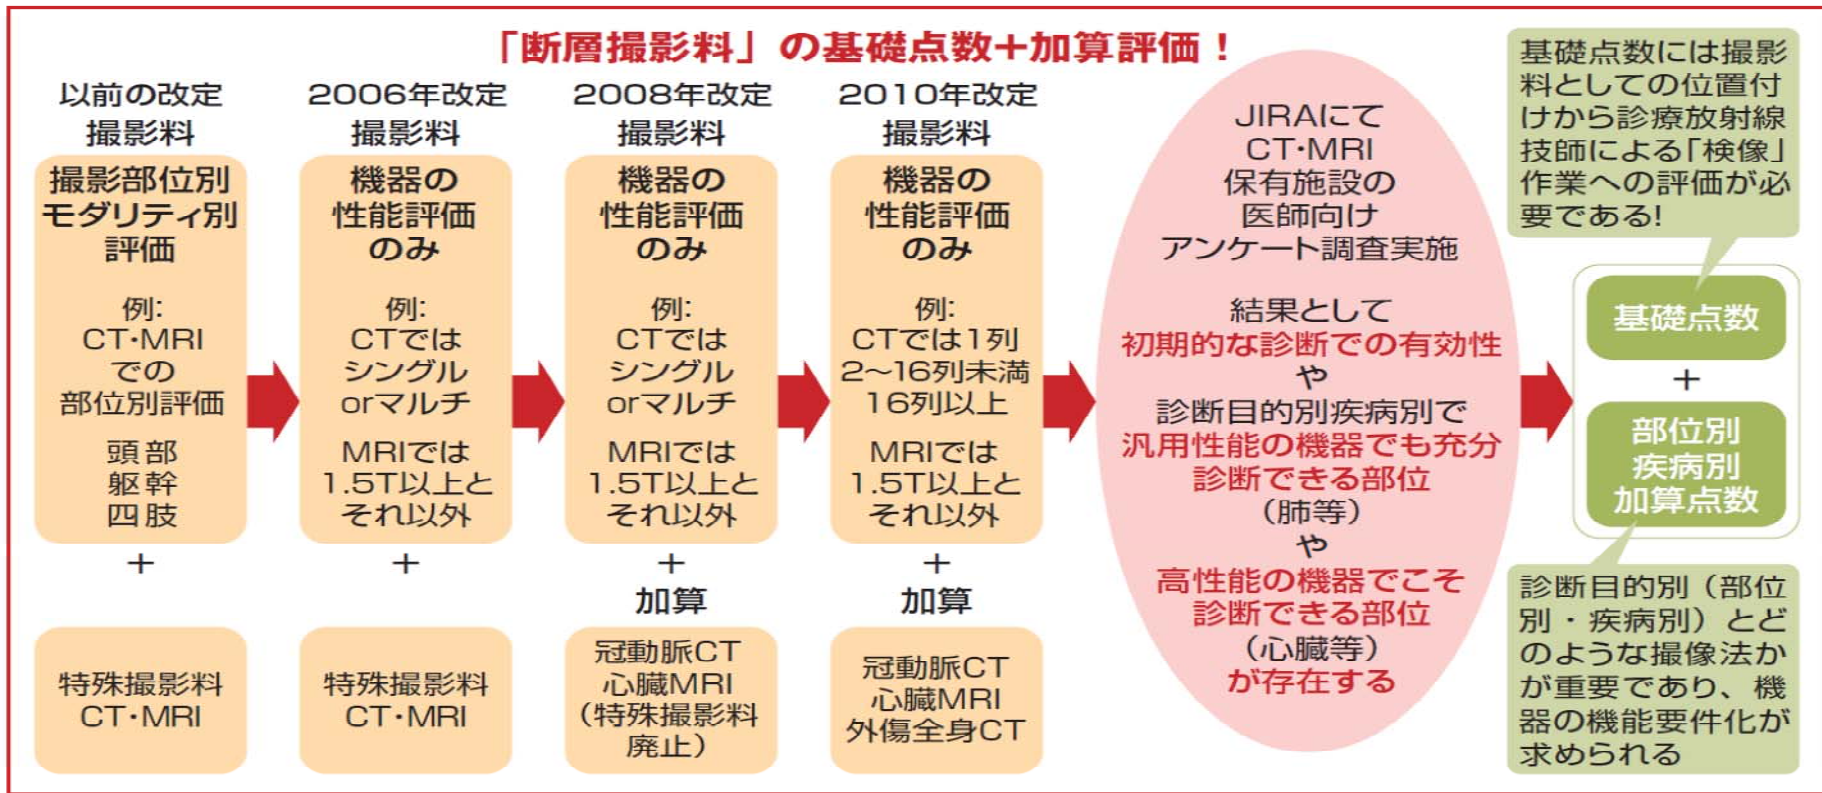 「断層撮影料」の基礎点数+加算評価！
以前の改定
撮影料
撮影部位別
モダリティ別
評価
例:
CT・MRI
での
部位別評価
頭部
躯幹
四肢
+
特殊撮影料
CT・MRI
2006年改定
撮影料
機器の
性能評価
のみ
例:
CTでは
シングル
orマルチ
MRIでは
1.5T以上と
それ以外
+
特殊撮影料
CT・MRI
2008年改定
撮影料
機器の
性能評価
のみ
例:
CTでは
シングル
orマルチ
MRIでは
1.5T以上と
それ以外
+
加算
冠動脈CT
心臓MRI
（特殊撮影料
廃止）
2010年改定
撮影料
機器の
性能評価
のみ
例:
CTでは1列
2〜16列未満
16列以上
MRIでは
1.5T以上と
それ以外
+
加算
冠動脈CT
心臓MRI
外傷全身CT
JIRAにて
CT・MRI
保有施設の
医師向け
アンケート調査実施
結果として
初期的な診断での有効性
や
診断目的別疾病別で
汎用性能の機器でも充分
診断できる部位
（肺等）
や
高性能の機器でこそ
診断できる部位
（心臓等）
が存在する
基礎点数には撮影
料としての位置付
けから診療放射線
技師による「検像」
作業への評価が必
要である!
基礎点数
+
部位別
疾病別
加算点数
診断目的別（部位
別・疾病別）とど
のような撮像法か
が重要であり、機
器の機能要件化が
求められる